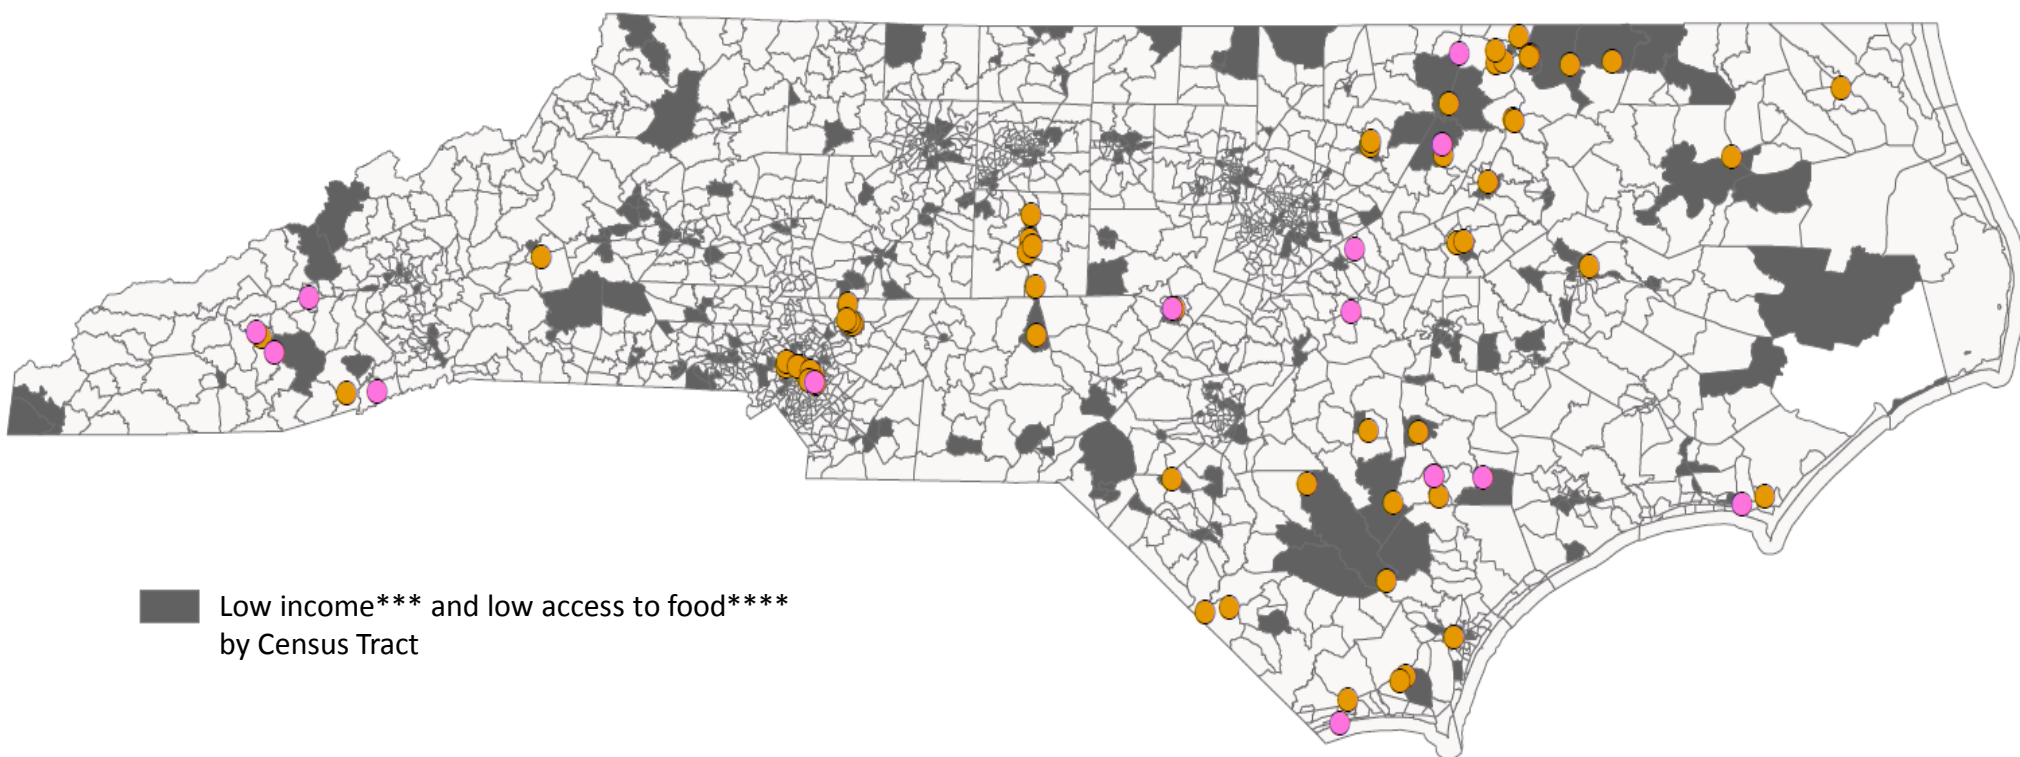 Low income*** and low access to food****
by Census Tract